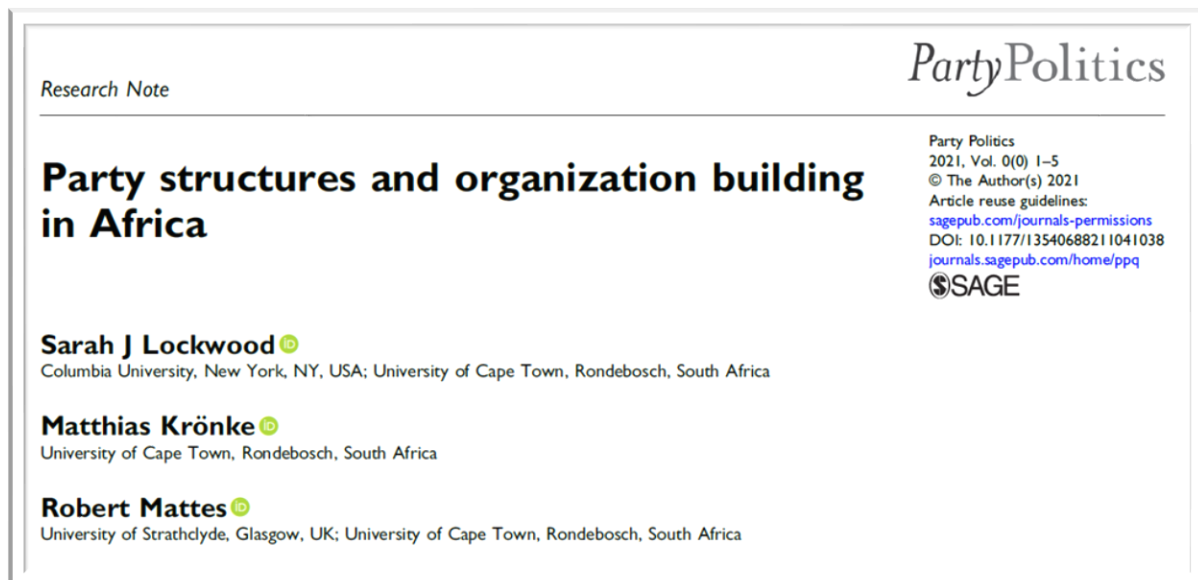 Research Note
PartyPolitics
Party structures and organization building
in Africa
Party Politics
2021, Vol. 0(0) 1–5
© The Author(s) 2021
Article reuse guidelines:
sagepub.com/journals-permissions
DOI: 10.1177/13540688211041038
journals.sagepub.com/home/ppq
SAGE
Sarah J Lockwood iD
Columbia University, New York, NY, USA; University of Cape Town, Rondebosch, South Africa
Matthias Krönke iD
University of Cape Town, Rondebosch, South Africa
Robert Mattes iD
University of Strathclyde, Glasgow, UK; University of Cape Town, Rondebosch, South Africa